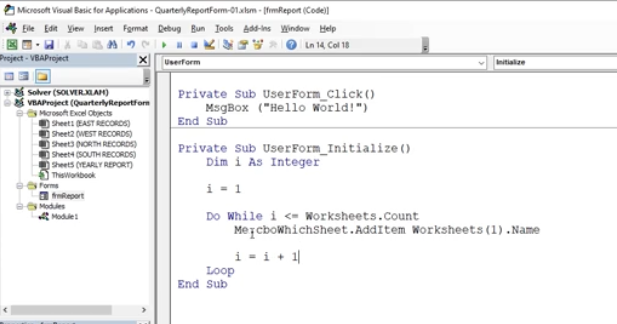 Microsoft Visual Basic for Applications - QuarterlyReportForm-01.xlsm - [frmReport (Code)]
File Edit View Insert Format Debug Run Tools Add-Ins Window Help
Ln 14, Col 18
Project - VBAProject
UserForm
Initialize
Solver (SOLVER.XLAM)
VBAProject (QuarterlyReportForm
Microsoft Excel Objects
Sheet1 (EAST RECORDS)
Sheet2 (WEST RECORDS)
Sheet3 (NORTH RECORDS)
Sheet4 (SOUTH RECORDS)
Sheet5 (YEARLY REPORT)
ThisWorkbook
Forms
frmReport
Modules
Module1
Private Sub UserForm_Click()
MsgBox ("Hello World!")
End Sub
Private Sub UserForm_Initialize()
Dim i As Integer
i = 1
Do While i <= Worksheets.Count
Me.cboWhichSheet.AddItem Worksheets(1).Name
i = i + 1
Loop
End Sub